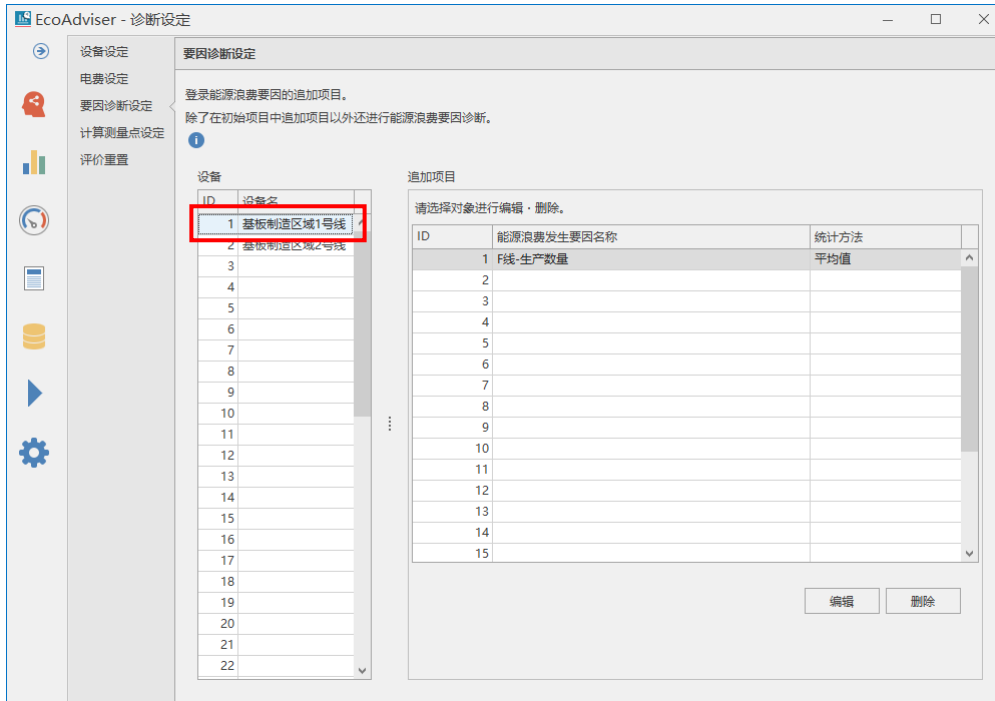 EcoAdviser - 诊断设定
设备设定
电费设定
要因诊断设定
计算测量点设定
评价重置
要因诊断设定
登录能源浪费要因的追加项目。
除了在初始项目中追加项目以外还进行能源浪费要因诊断。
设备
ID 设备名
1 基板制造区域1号线
2 基板制造区域2号线
3
4
5
6
7
8
9
10
11
12
13
14
15
16
17
18
19
20
21
22
追加项目
请选择对象进行编辑・删除。
ID 能源浪费发生要因名称 统计方法
1 F线-生产数量 平均值
2
3
4
5
6
7
8
9
10
11
12
13
14
15
编辑 删除